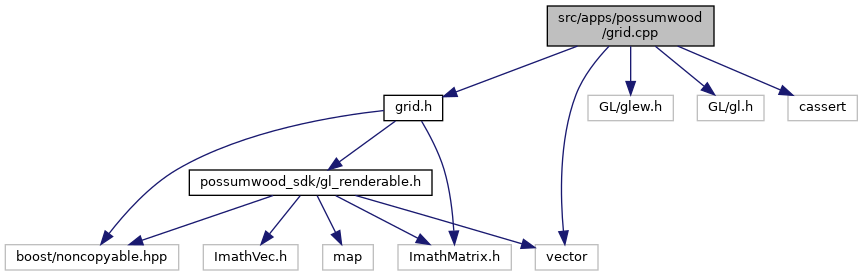 src/apps/possumwood
/grid.cpp
grid.h
GL/glew.h
GL/gl.h
cassert
possumwood_sdk/gl_renderable.h
boost/noncopyable.hpp
ImathVec.h
map
ImathMatrix.h
vector